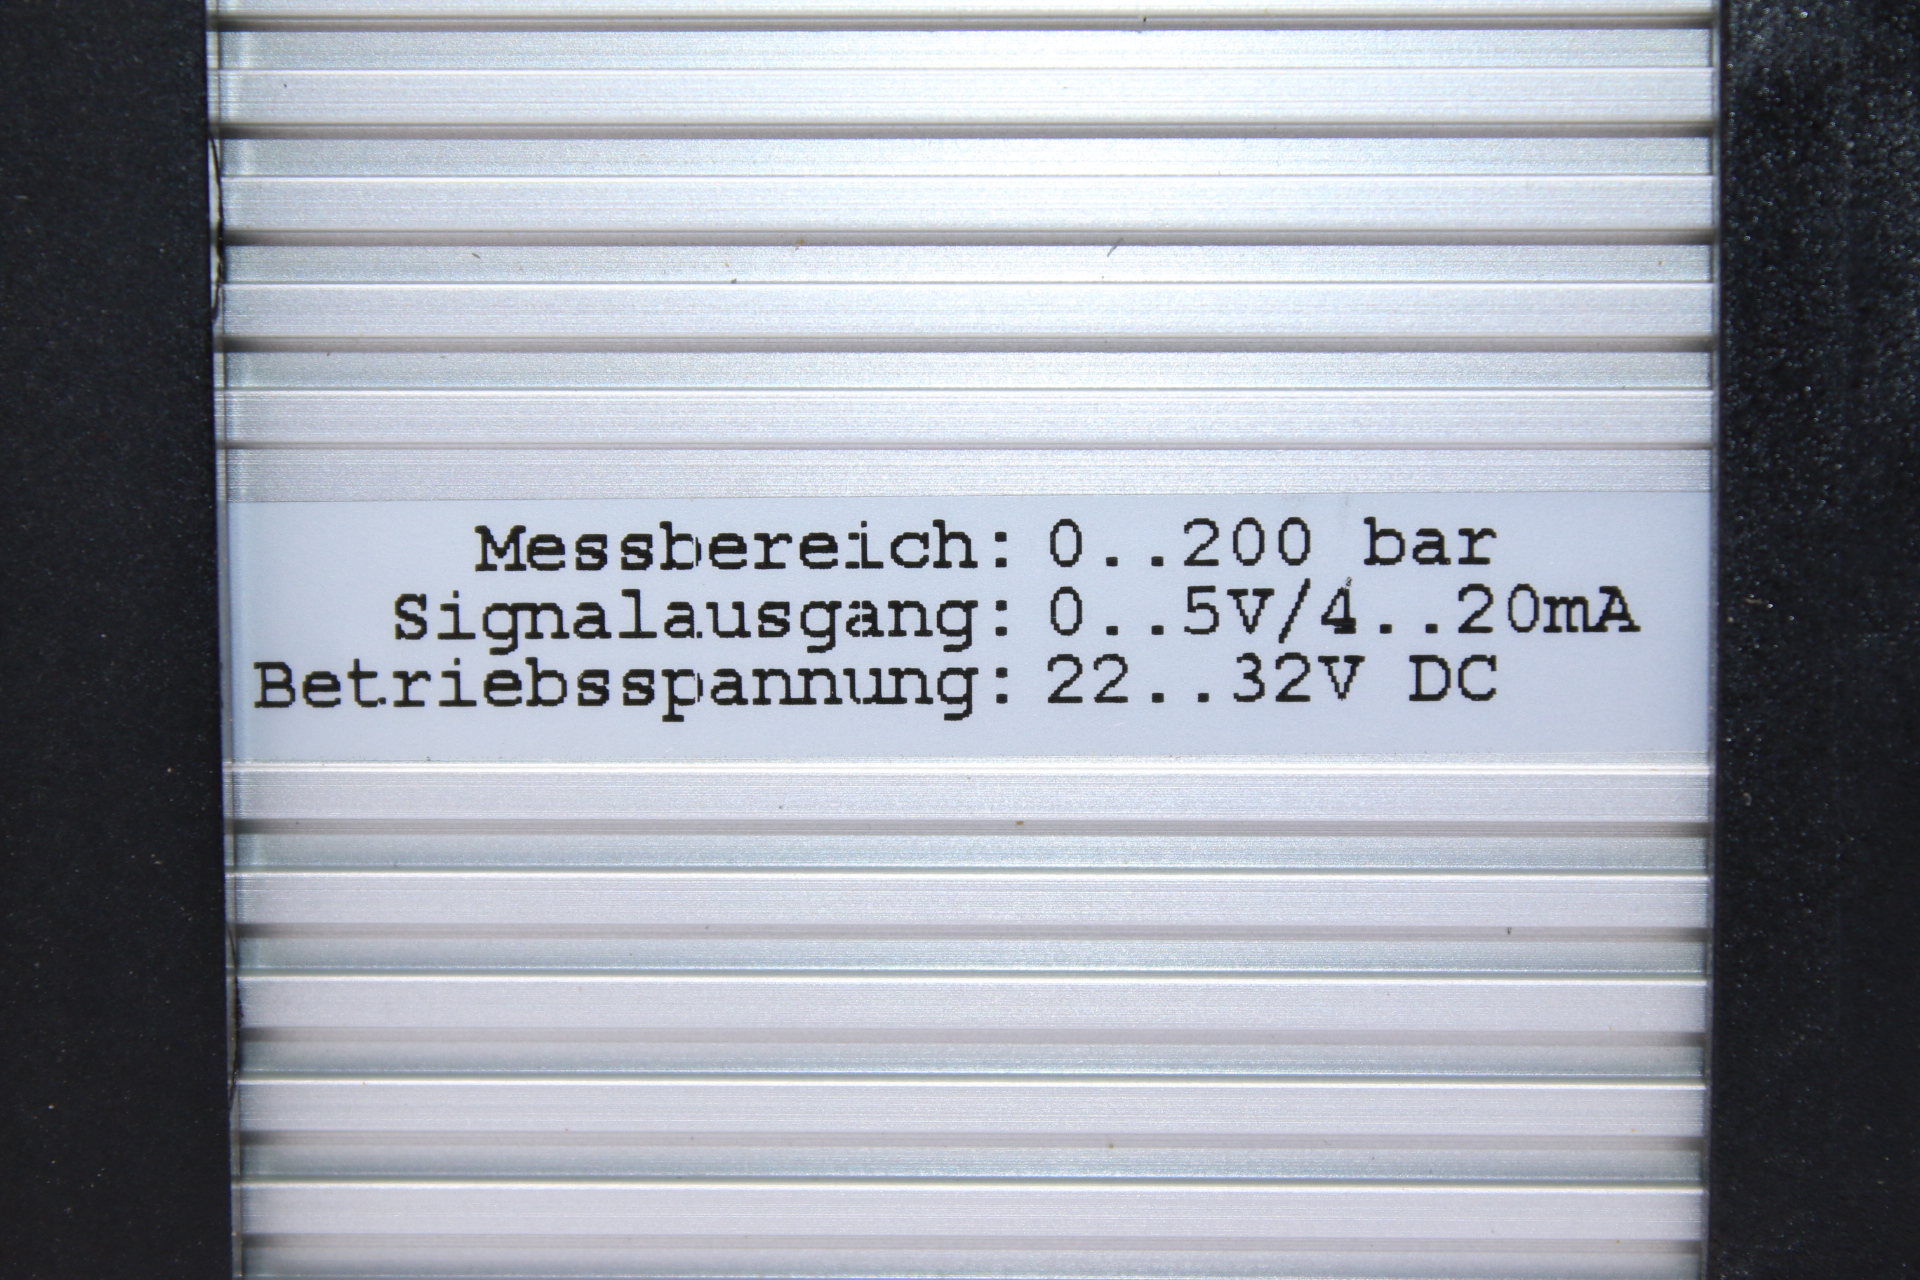 Messbereich: 0..200 bar
Signalausgang: 0..5V/4..20mA
Betriebsspannung: 22..32V DC